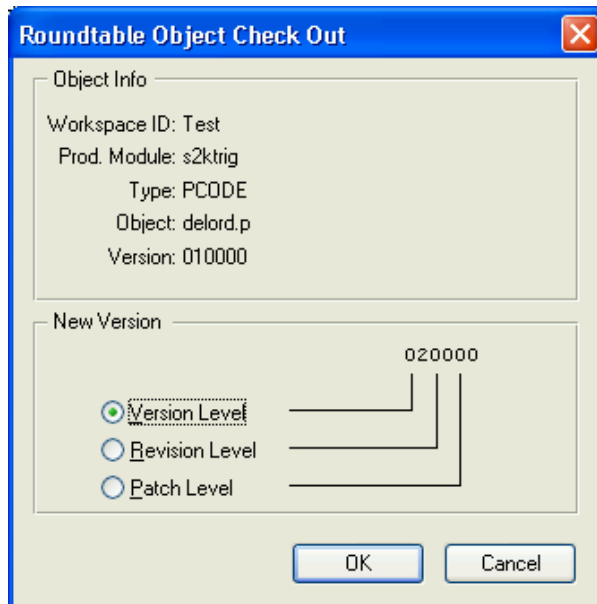 Roundtable Object Check Out
Object Info
Workspace ID: Test
Prod. Module: s2ktrig
Type: PCODE
Object: delord.p
Version: 010000
New Version
020000
Version Level
Revision Level
Patch Level
OK Cancel